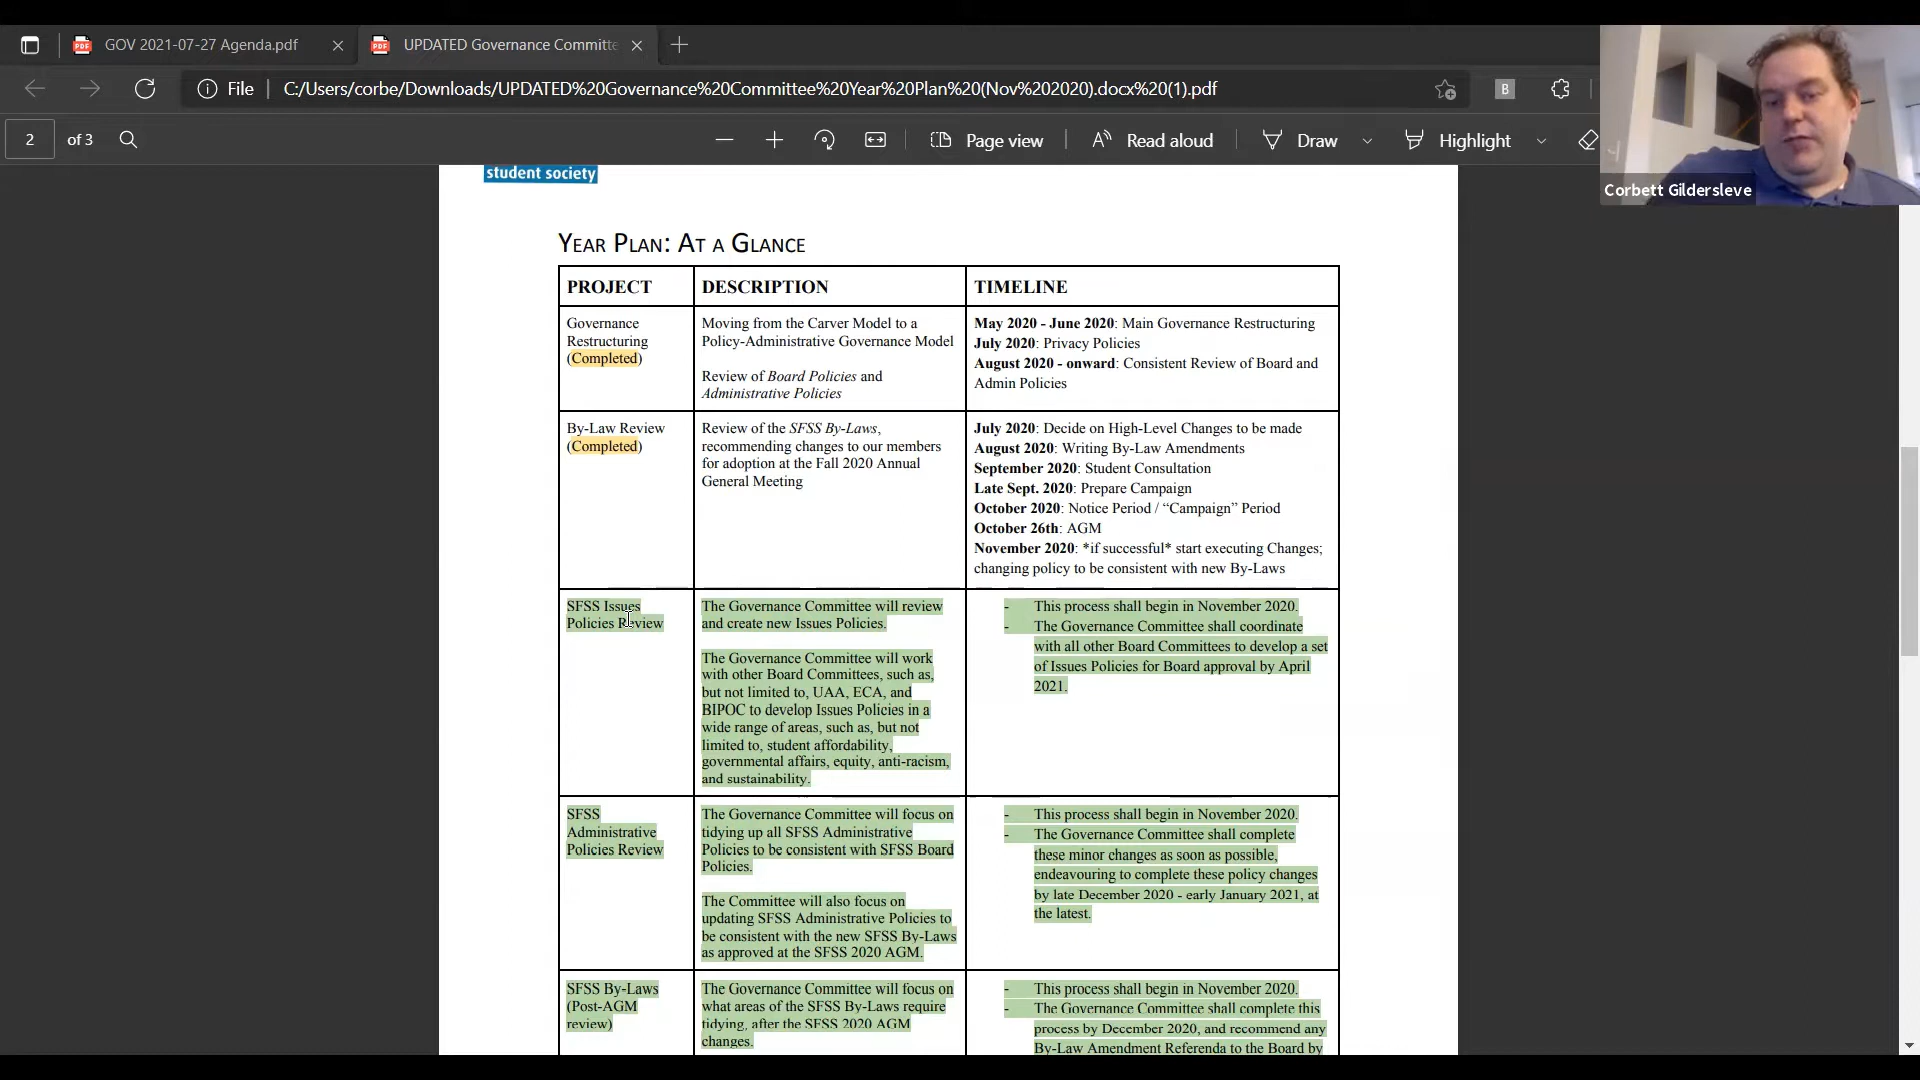 GOV 2021-07-27 Agenda.pdf
UPDATED Governance Committe
File
C:/Users/corbe/Downloads/UPDATED%20Governance%20Committee%20Year%20Plan%20(Nov%202020).docx%20(1).pdf
B
2 of 3
Page view
Read aloud
Draw
Highlight
Corbett Gildersleve
student society
YEAR PLAN: AT A GLANCE
PROJECT
DESCRIPTION
TIMELINE
Governance
Restructuring
(Completed)
Moving from the Carver Model to a
Policy-Administrative Governance Model
Review of Board Policies and
Administrative Policies
May 2020 - June 2020: Main Governance Restructuring
July 2020: Privacy Policies
August 2020 - onward: Consistent Review of Board and
Admin Policies
By-Law Review
(Completed)
Review of the SFSS By-Laws,
recommending changes to our members
for adoption at the Fall 2020 Annual
General Meeting
July 2020: Decide on High-Level Changes to be made
August 2020: Writing By-Law Amendments
September 2020: Student Consultation
Late Sept. 2020: Prepare Campaign
October 2020: Notice Period / “Campaign” Period
October 26th: AGM
November 2020: *if successful* start executing Changes;
changing policy to be consistent with new By-Laws
SFSS Issues
Policies Review
The Governance Committee will review
and create new Issues Policies.
The Governance Committee will work
with other Board Committees, such as,
but not limited to, UAA, ECA, and
BIPOC to develop Issues Policies in a
wide range of areas, such as, but not
limited to, student affordability,
governmental affairs, equity, anti-racism,
and sustainability.
- This process shall begin in November 2020.
- The Governance Committee shall coordinate
with all other Board Committees to develop a set
of Issues Policies for Board approval by April
2021.
SFSS
Administrative
Policies Review
The Governance Committee will focus on
tidying up all SFSS Administrative
Policies to be consistent with SFSS Board
Policies.
The Committee will also focus on
updating SFSS Administrative Policies to
be consistent with the new SFSS By-Laws
as approved at the SFSS 2020 AGM.
- This process shall begin in November 2020.
- The Governance Committee shall complete
these minor changes as soon as possible,
endeavouring to complete these policy changes
by late December 2020 - early January 2021, at
the latest.
SFSS By-Laws
(Post-AGM
review)
The Governance Committee will focus on
what areas of the SFSS By-Laws require
tidying, after the SFSS 2020 AGM
changes.
- This process shall begin in November 2020.
- The Governance Committee shall complete this
process by December 2020, and recommend any
By-Law Amendment Referenda to the Board by